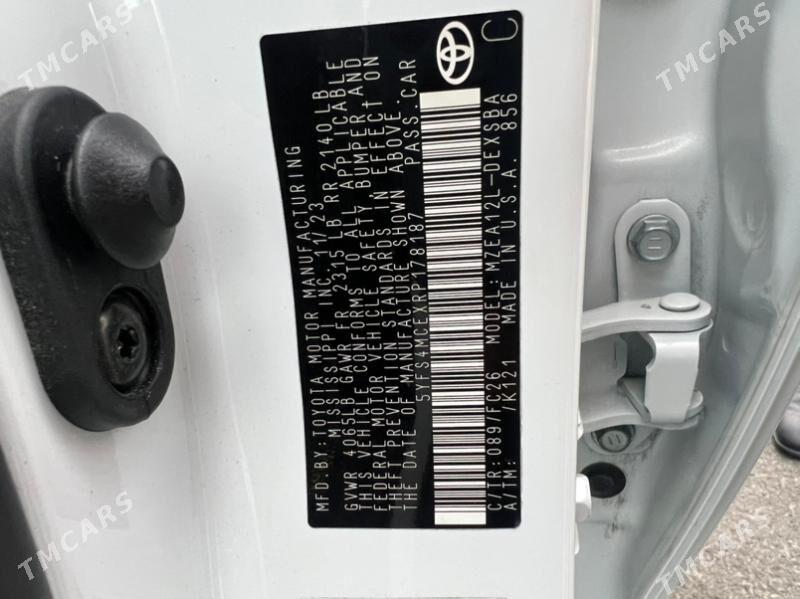 MFD.BY:TOYOTA MOTOR MANUFACTURING
MISSISSIPPI INC. 11/23
GVWR 4065LB GAWR FR 2315 LB RR 2140LB
THIS VEHICLE CONFORMS TO ALL APPLICABLE
FEDERAL MOTOR VEHICLE SAFETY, BUMPER AND
THEFT PREVENTION STANDARDS IN EFFECT ON
THE DATE OF MANUFACTURE SHOWN ABOVE.
5YFS4MCEXRP178187 PASS.CAR
C/TR:089/FC26 MODEL:MZEA12L-DEXSBA
A/TM: /K121 MADE IN U.S.A. 856
C
TMCARS
TMCARS
TMCARS
TMCARS
TMCARS